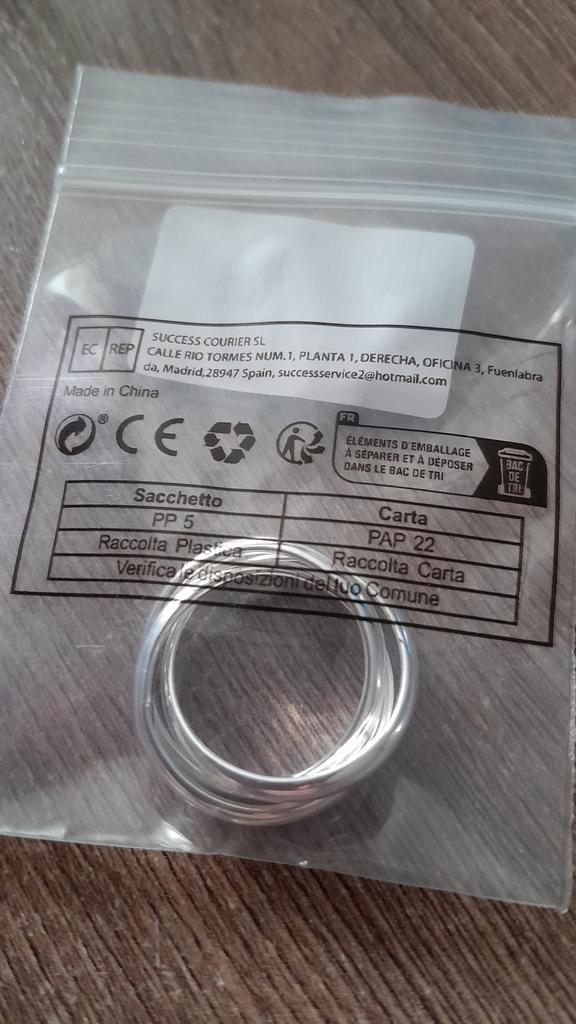 EC REP
SUCCESS COURIER SL
CALLE RIO TORMES NUM.1, PLANTA 1, DERECHA, OFICINA 3, Fuenlabra
da, Madrid,28947 Spain, successservice2@hotmail.com
Made in China
® CE
FR
ÉLÉMENTS D'EMBALLAGE
À SÉPARER ET À DÉPOSER
DANS LE BAC DE TRI
BAC
DE
TRI
Sacchetto Carta
PP 5 PAP 22
Raccolta Plastica Raccolta Carta
Verifica le disposizioni del tuo Comune